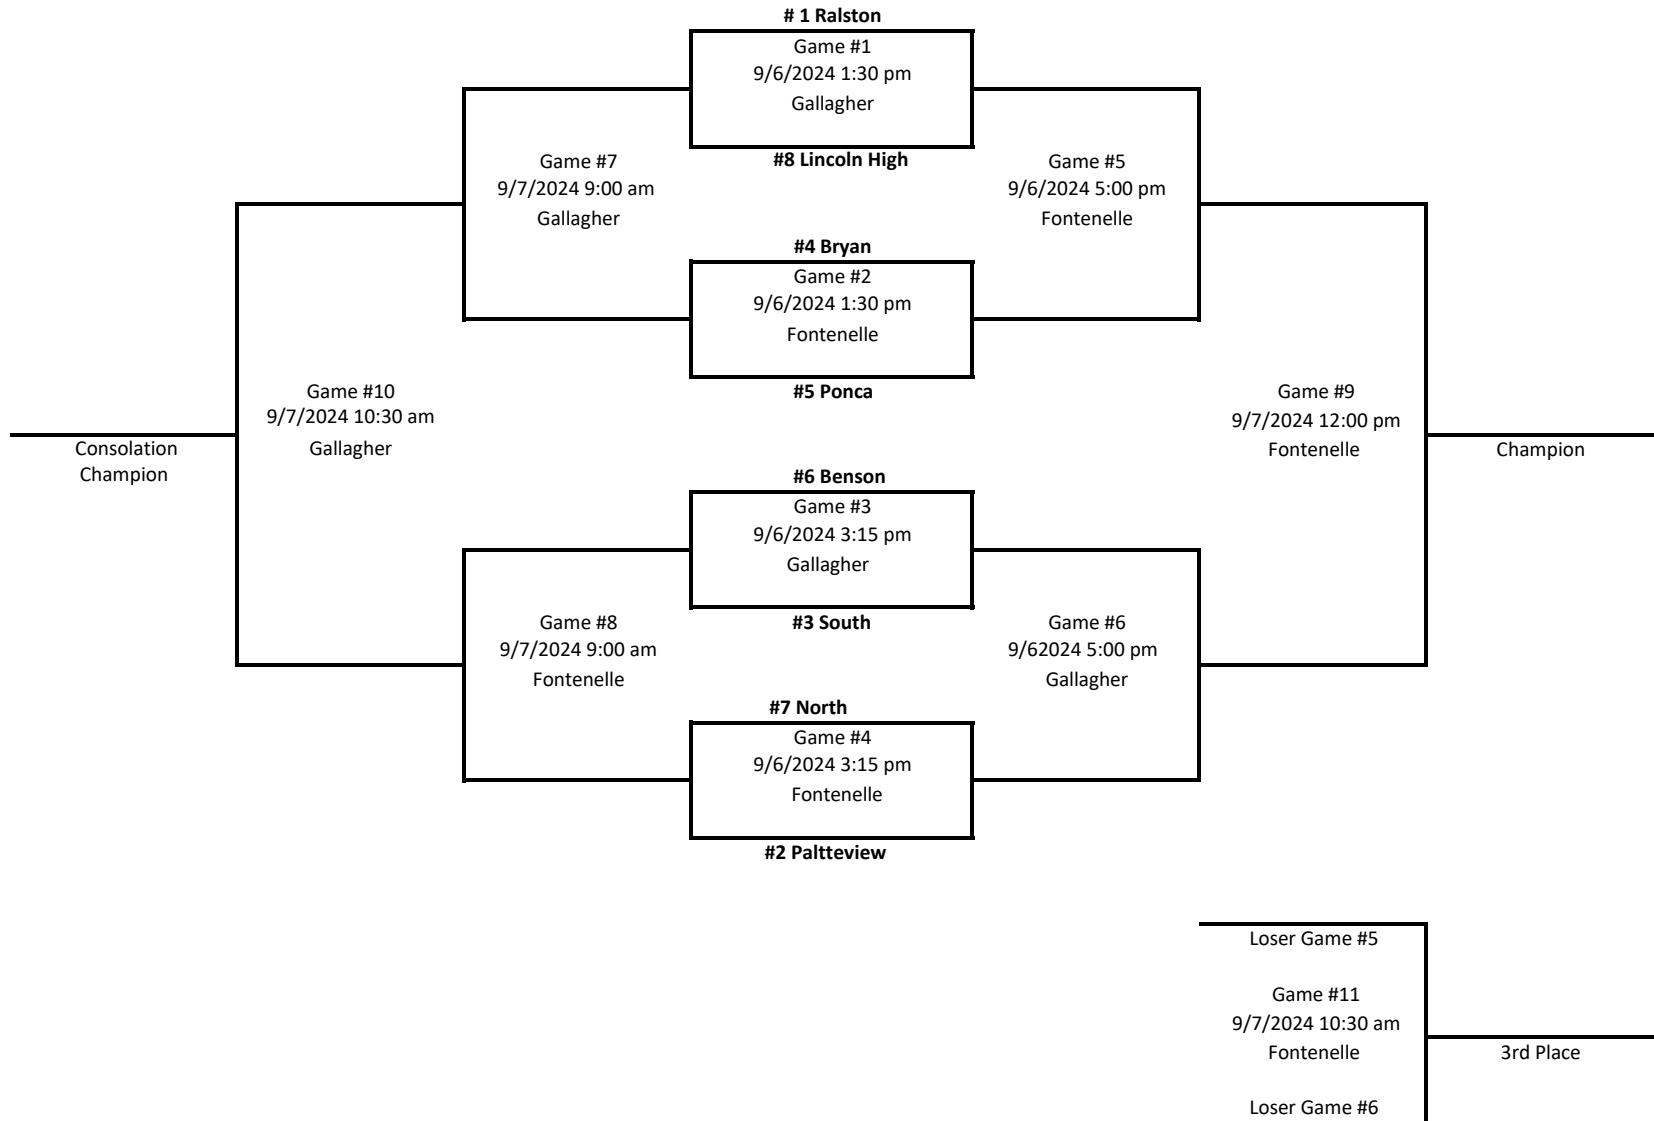 # 1 Ralston
Game #1
9/6/2024 1:30 pm
Gallagher
#8 Lincoln High
Game #7
9/7/2024 9:00 am
Gallagher
Game #5
9/6/2024 5:00 pm
Fontenelle
#4 Bryan
Game #2
9/6/2024 1:30 pm
Fontenelle
#5 Ponca
Game #10
9/7/2024 10:30 am
Gallagher
Consolation
Champion
Game #9
9/7/2024 12:00 pm
Fontenelle
Champion
#6 Benson
Game #3
9/6/2024 3:15 pm
Gallagher
#3 South
Game #8
9/7/2024 9:00 am
Fontenelle
Game #6
9/62024 5:00 pm
Gallagher
#7 North
Game #4
9/6/2024 3:15 pm
Fontenelle
#2 Paltteview
Loser Game #5
Game #11
9/7/2024 10:30 am
Fontenelle
3rd Place
Loser Game #6